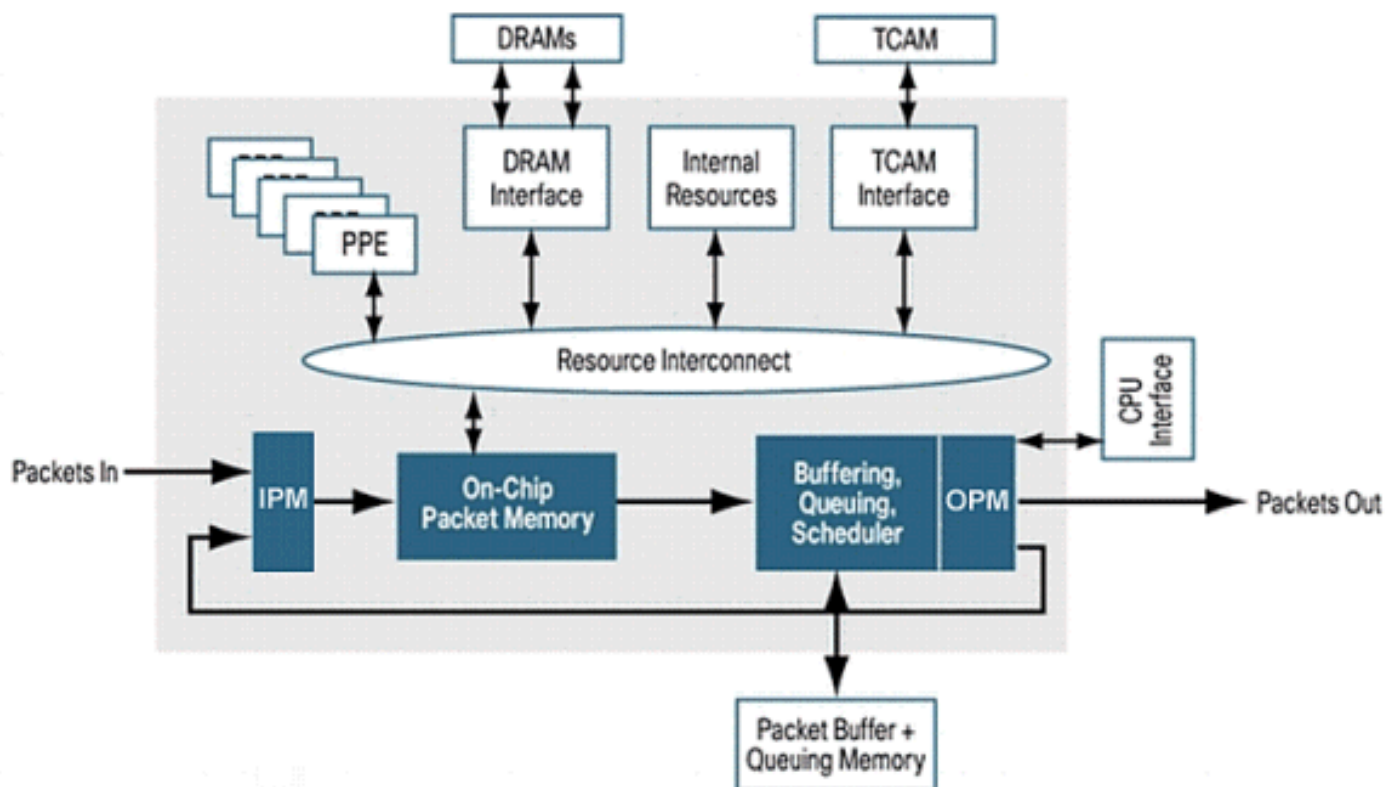 DRAMs
TCAM
DRAM
Interface
Internal
Resources
TCAM
Interface
PPE
Resource Interconnect
CPU
Interface
Packets In
IPM
On-Chip
Packet Memory
Buffering,
Queuing,
Scheduler
OPM
Packets Out
Packet Buffer +
Queuing Memory